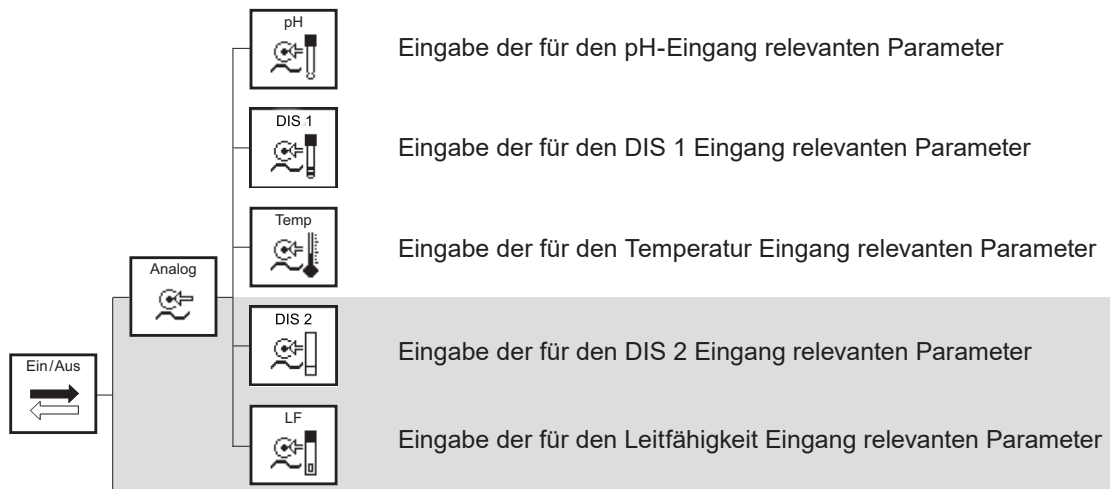 pH
Eingabe der für den pH-Eingang relevanten Parameter
DIS 1
Eingabe der für den DIS 1 Eingang relevanten Parameter
Temp
Eingabe der für den Temperatur Eingang relevanten Parameter
Analog
DIS 2
Eingabe der für den DIS 2 Eingang relevanten Parameter
Ein/Aus
LF
Eingabe der für den Leitfähigkeit Eingang relevanten Parameter